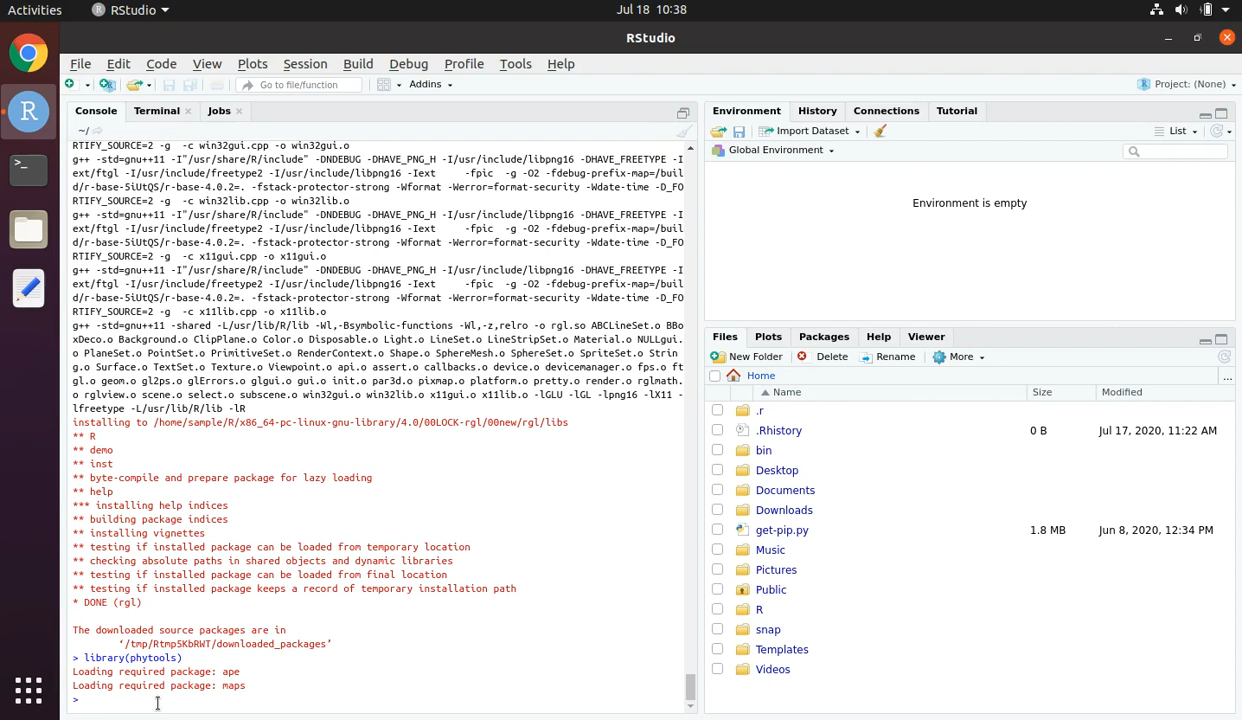 Activities RStudio Jul 18 10:38
RStudio
File Edit Code View Plots Session Build Debug Profile Tools Help
Go to file/function Addins Project: (None)
Console Terminal Jobs
~/
RTIFY_SOURCE=2 -g -c win32gui.cpp -o win32gui.o
g++ -std=gnu++11 -I"/usr/share/R/include" -DNDEBUG -DHAVE_PNG_H -I/usr/include/libpng16 -DHAVE_FREETYPE -I
ext/ftgl -I/usr/include/freetype2 -I/usr/include/libpng16 -Iext -fpic -g -O2 -fdebug-prefix-map=/buil
d/r-base-5iUtQS/r-base-4.0.2=. -fstack-protector-strong -Wformat -Werror=format-security -Wdate-time -D_FO
RTIFY_SOURCE=2 -g -c win32lib.cpp -o win32lib.o
g++ -std=gnu++11 -I"/usr/share/R/include" -DNDEBUG -DHAVE_PNG_H -I/usr/include/libpng16 -DHAVE_FREETYPE -I
ext/ftgl -I/usr/include/freetype2 -I/usr/include/libpng16 -Iext -fpic -g -O2 -fdebug-prefix-map=/buil
d/r-base-5iUtQS/r-base-4.0.2=. -fstack-protector-strong -Wformat -Werror=format-security -Wdate-time -D_FO
RTIFY_SOURCE=2 -g -c x11gui.cpp -o x11gui.o
g++ -std=gnu++11 -I"/usr/share/R/include" -DNDEBUG -DHAVE_PNG_H -I/usr/include/libpng16 -DHAVE_FREETYPE -I
ext/ftgl -I/usr/include/freetype2 -I/usr/include/libpng16 -Iext -fpic -g -O2 -fdebug-prefix-map=/buil
d/r-base-5iUtQS/r-base-4.0.2=. -fstack-protector-strong -Wformat -Werror=format-security -Wdate-time -D_FO
RTIFY_SOURCE=2 -g -c x11lib.cpp -o x11lib.o
g++ -std=gnu++11 -shared -L/usr/lib/R/lib -Wl,-Bsymbolic-functions -Wl,-z,relro -o rgl.so ABCLineSet.o BBo
xDeco.o Background.o ClipPlane.o Color.o Disposable.o Light.o LineSet.o LineStripSet.o Material.o NULLgui.
o PlaneSet.o PointSet.o PrimitiveSet.o RenderContext.o Shape.o SphereMesh.o SphereSet.o SpriteSet.o Strin
g.o Surface.o TextSet.o Texture.o Viewpoint.o api.o assert.o callbacks.o device.o devicemanager.o fps.o ft
gl.o geom.o gl2ps.o glErrors.o glgui.o gui.o init.o par3d.o pixmap.o platform.o pretty.o render.o rglmath.
o rglview.o scene.o select.o subscene.o win32gui.o win32lib.o x11gui.o x11lib.o -lGLU -lGL -lpng16 -lX11 -
lfreetype -L/usr/lib/R/lib -lR
installing to /home/sample/R/x86_64-pc-linux-gnu-library/4.0/00LOCK-rgl/00new/rgl/libs
** R
** demo
** inst
** byte-compile and prepare package for lazy loading
** help
*** installing help indices
** building package indices
** installing vignettes
** testing if installed package can be loaded from temporary location
** checking absolute paths in shared objects and dynamic libraries
** testing if installed package can be loaded from final location
** testing if installed package keeps a record of temporary installation path
* DONE (rgl)
The downloaded source packages are in
‘/tmp/Rtmp5KbRWT/downloaded_packages’
> library(phytools)
Loading required package: ape
Loading required package: maps
>
Environment History Connections Tutorial
Import Dataset List
Global Environment
Environment is empty
Files Plots Packages Help Viewer
New Folder Delete Rename More
Home ...
Name Size Modified
.r
.Rhistory 0 B Jul 17, 2020, 11:22 AM
bin
Desktop
Documents
Downloads
get-pip.py 1.8 MB Jun 8, 2020, 12:34 PM
Music
Pictures
Public
R
snap
Templates
Videos